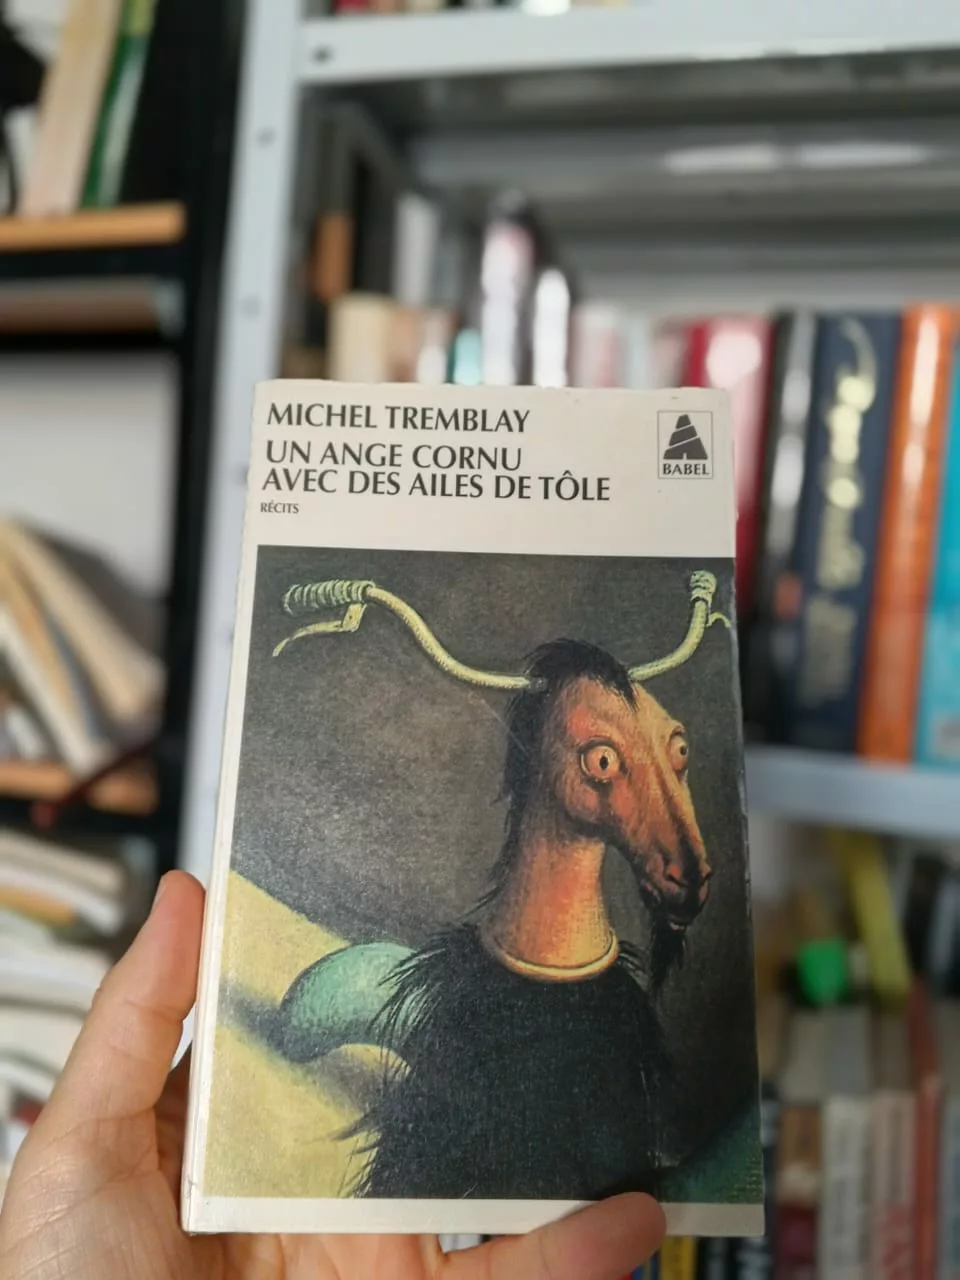 MICHEL TREMBLAY
UN ANGE CORNU
AVEC DES AILES DE TÔLE
RÉCITS
BABEL